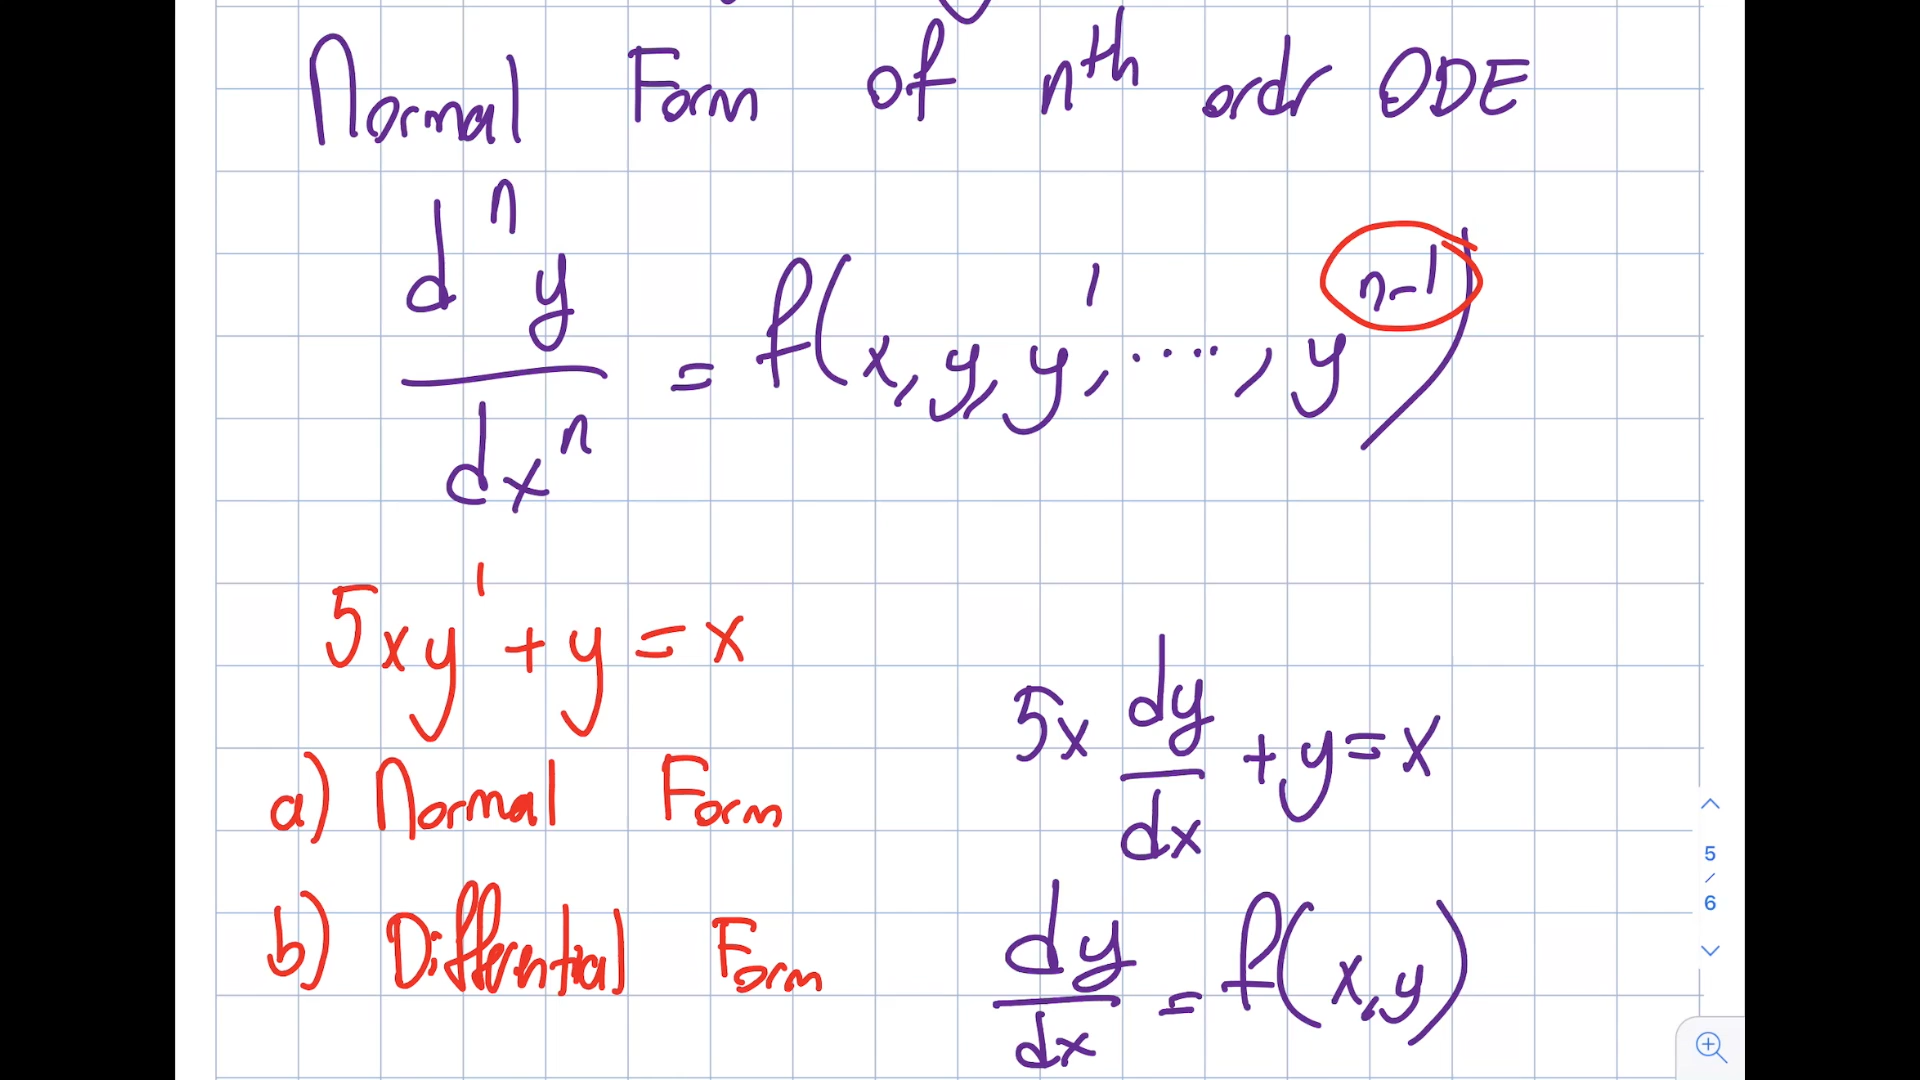 Normal Form of nth ordr ODE
d^n y / dx^n = f(x, y, y', ...., y^n-1)
5xy' + y = x
a) Normal Form
b) Differential Form
5x dy/dx + y = x
dy/dx = f(x,y)
5
/
6